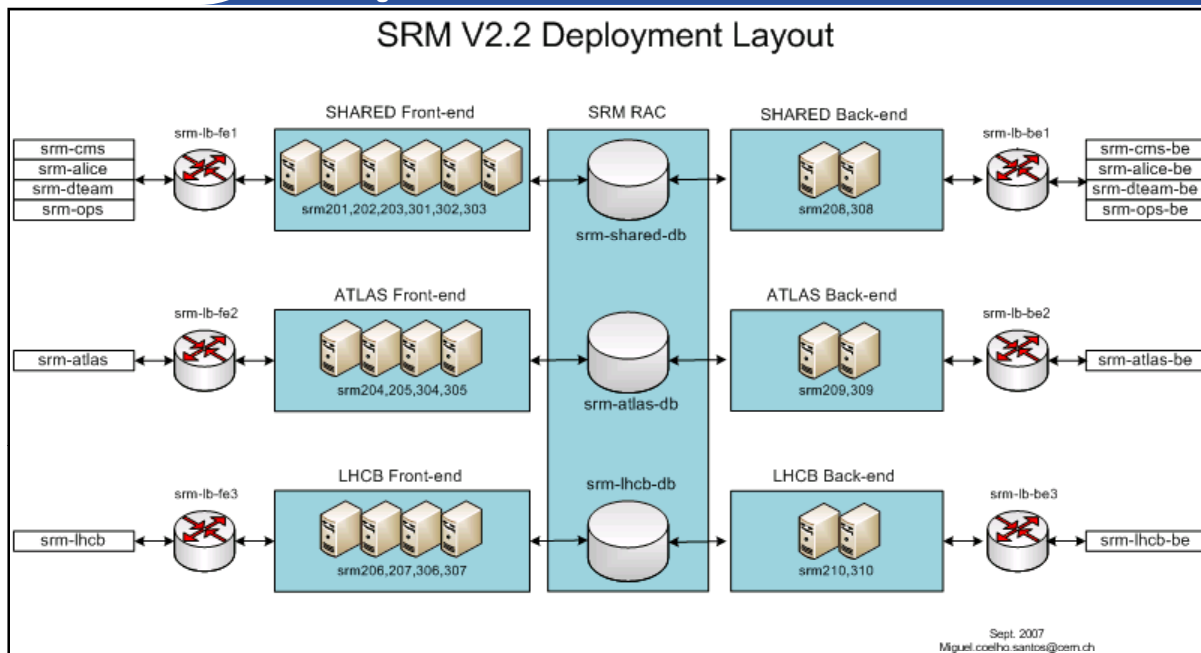 SRM V2.2 Deployment Layout
SHARED Front-end
SRM RAC
SHARED Back-end
srm-lb-fe1
srm-lb-be1
srm-cms
srm-alice
srm-dteam
srm-ops
srm201,202,203,301,302,303
srm-shared-db
srm208,308
srm-cms-be
srm-alice-be
srm-dteam-be
srm-ops-be
ATLAS Front-end
ATLAS Back-end
srm-lb-fe2
srm-lb-be2
srm-atlas
srm204,205,304,305
srm-atlas-db
srm209,309
srm-atlas-be
LHCB Front-end
srm-lhcb-db
LHCB Back-end
srm-lb-fe3
srm-lb-be3
srm-lhcb
srm206,207,306,307
srm210,310
srm-lhcb-be
Sept. 2007
Miguel.coelho.santos@cern.ch